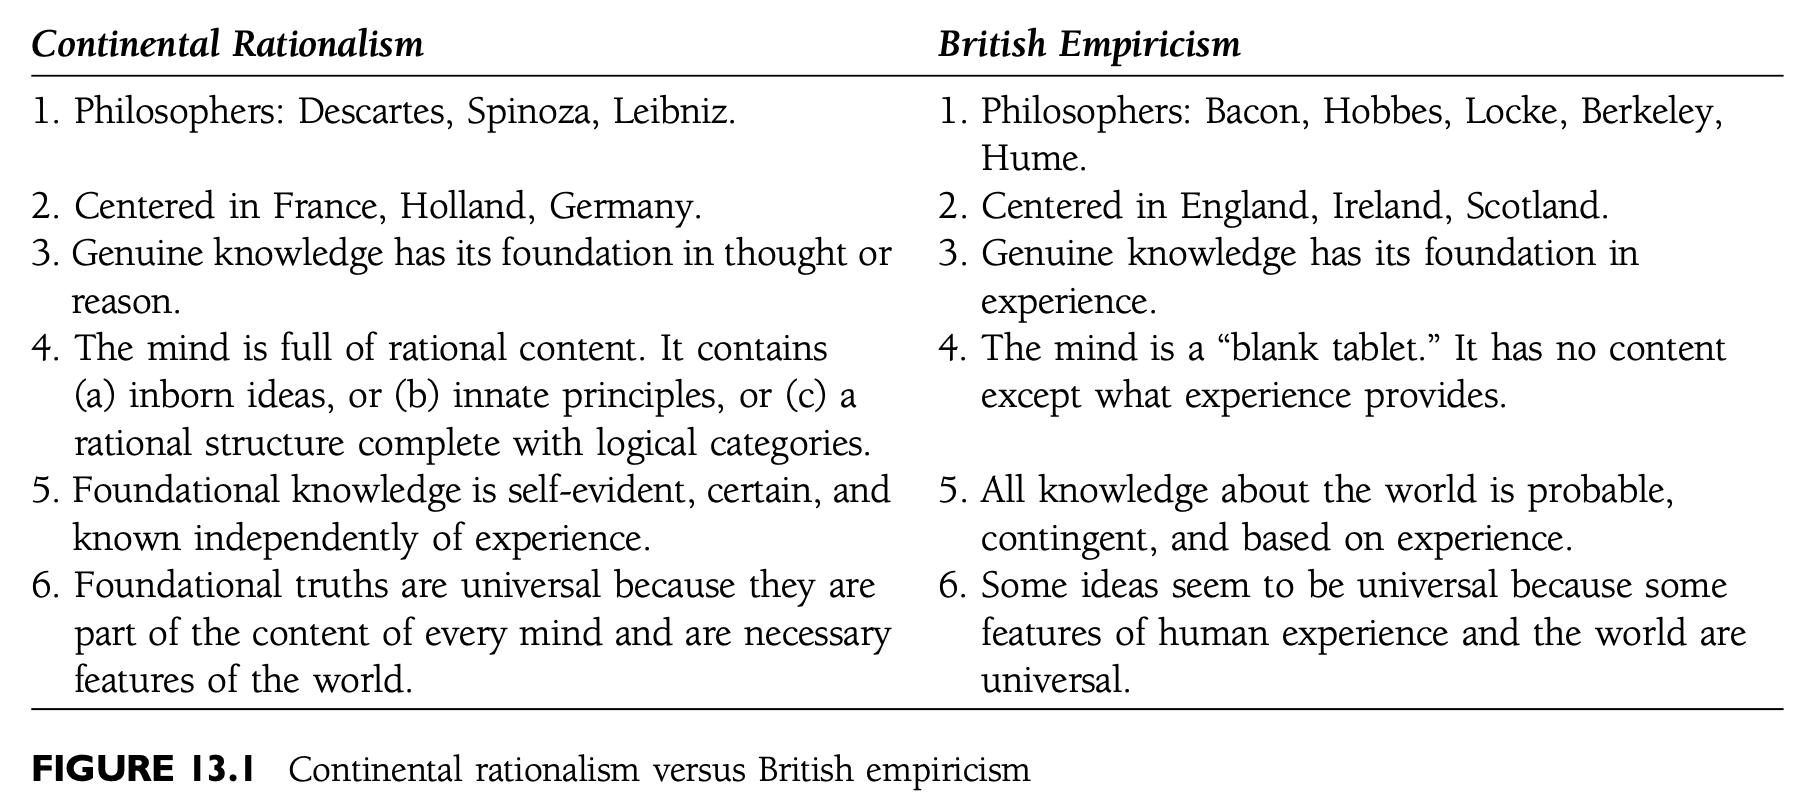 Continental Rationalism
British Empiricism
1. Philosophers: Descartes, Spinoza, Leibniz.
1. Philosophers: Bacon, Hobbes, Locke, Berkeley,
Hume.
2. Centered in France, Holland, Germany.
2. Centered in England, Ireland, Scotland.
3. Genuine knowledge has its foundation in thought or
reason.
3. Genuine knowledge has its foundation in
experience.
4. The mind is full of rational content. It contains
(a) inborn ideas, or (b) innate principles, or (c) a
rational structure complete with logical categories.
4. The mind is a “blank tablet.” It has no content
except what experience provides.
5. Foundational knowledge is self-evident, certain, and
known independently of experience.
5. All knowledge about the world is probable,
contingent, and based on experience.
6. Foundational truths are universal because they are
part of the content of every mind and are necessary
features of the world.
6. Some ideas seem to be universal because some
features of human experience and the world are
universal.
FIGURE 13.1 Continental rationalism versus British empiricism